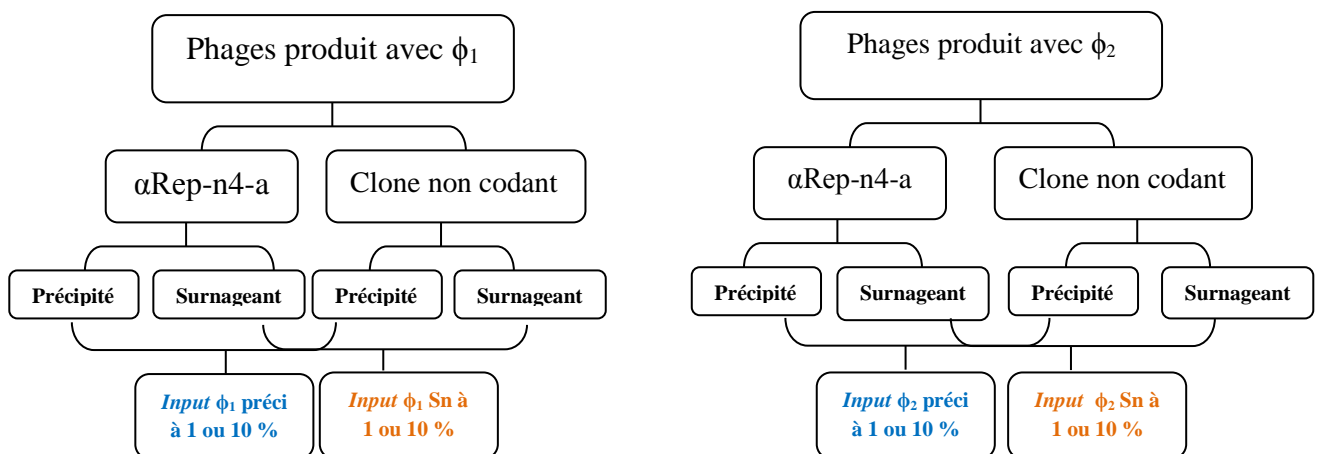 Phages produit avec ϕ₁
Phages produit avec ϕ₂
αRep-n4-a
Clone non codant
αRep-n4-a
Clone non codant
Précipité
Surnageant
Précipité
Surnageant
Précipité
Surnageant
Précipité
Surnageant
Input ϕ₁ préci
à 1 ou 10 %
Input ϕ₁ Sn à
1 ou 10 %
Input ϕ₂ préci
à 1 ou 10 %
Input ϕ₂ Sn à
1 ou 10 %